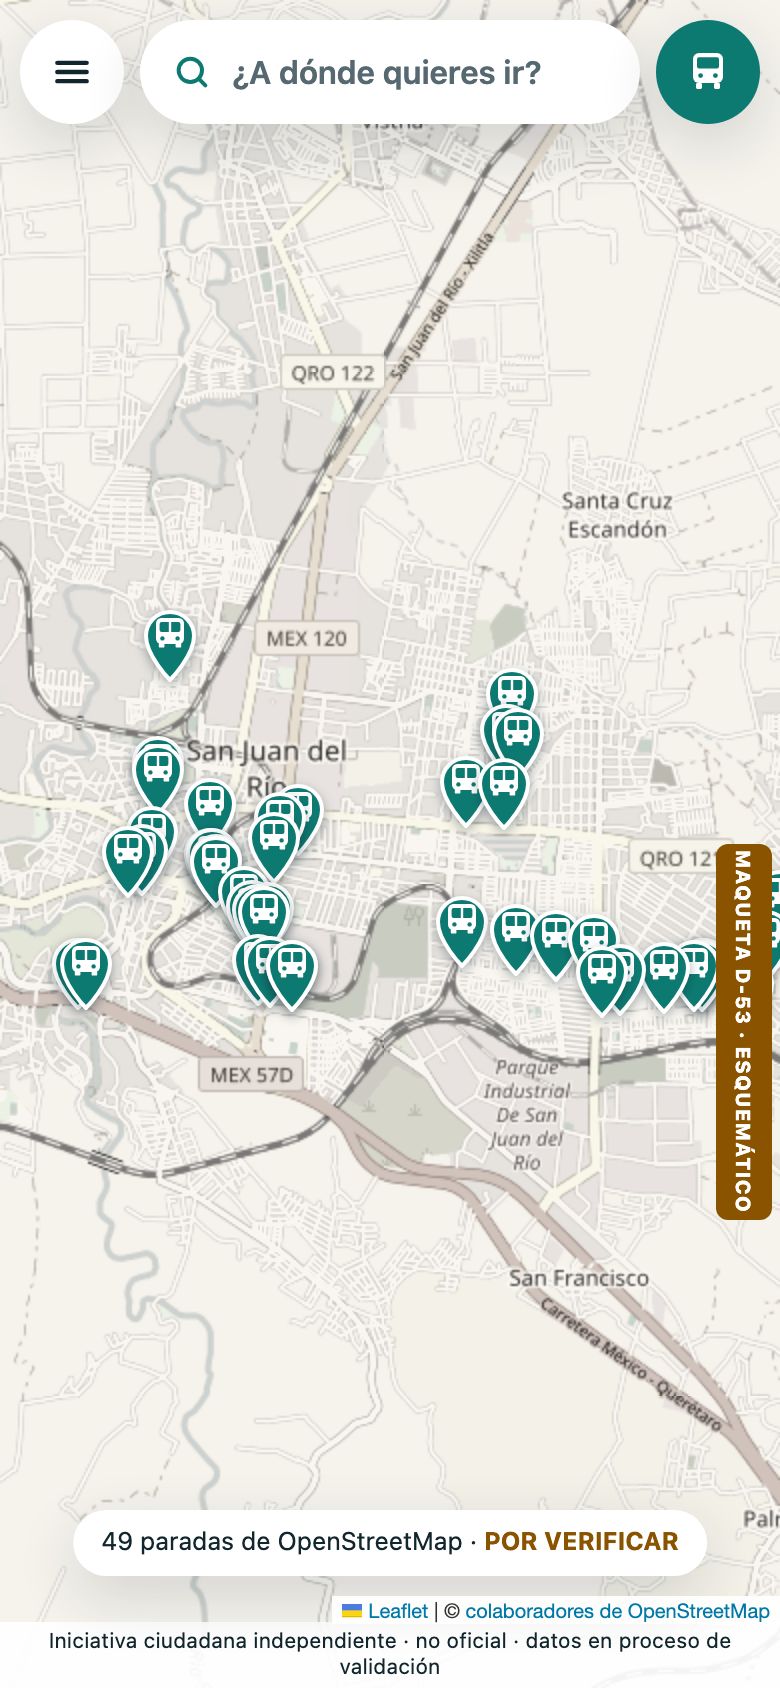 ¿A dónde quieres ir?
San Juan del Río - Xilitla
QRO 122
Santa Cruz
Escandón
MEX 120
San Juan del
Río
QRO 121
MAQUETA D-53 · ESQUEMÁTICO
MEX 57D
Parque
Industrial
De San
Juan del
Río
San Francisco
Carretera México - Querétaro
49 paradas de OpenStreetMap · POR VERIFICAR
Leaflet | © colaboradores de OpenStreetMap
Iniciativa ciudadana independiente · no oficial · datos en proceso de
validación